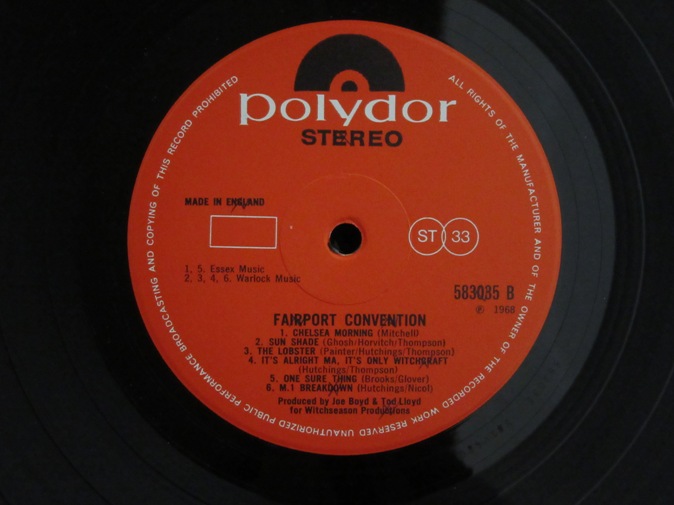 polydor
STEREO
ALL RIGHTS OF THE MANUFACTURER AND OF THE OWNER OF THE RECORDED WORK RESERVED UNAUTHORIZED PUBLIC PERFORMANCE BROADCASTING AND COPYING OF THIS RECORD PROHIBITED
MADE IN ENGLAND
ST 33
1, 5. Essex Music
2, 3, 4, 6. Warlock Music
583035 B
℗ 1968
FAIRPORT CONVENTION
1. CHELSEA MORNING (Mitchell)
2. SUN SHADE (Ghosh/Horvitch/Thompson)
3. THE LOBSTER (Painter/Hutchings/Thompson)
4. IT'S ALRIGHT MA, IT'S ONLY WITCHCRAFT
(Hutchings/Thompson)
5. ONE SURE THING (Brooks/Glover)
6. M.1 BREAKDOWN (Hutchings/Nicol)
Produced by Joe Boyd & Tod Lloyd
for Witchseason Productions